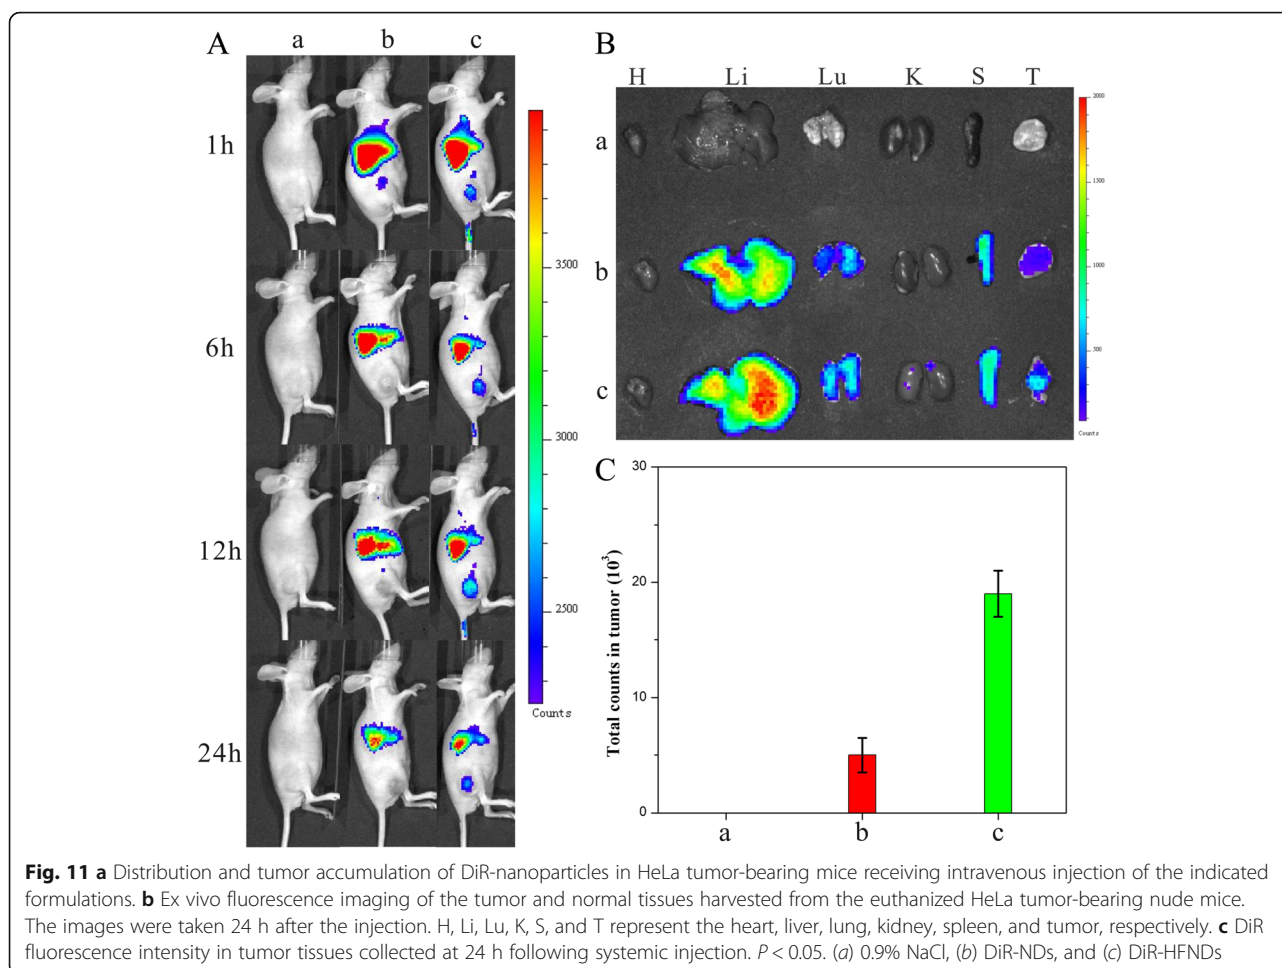 A
a b c
1h
6h
12h
24h
3500
3000
2500
Counts
B
H Li Lu K S T
a
b
c
2000
1500
1000
500
Counts
C
Total counts in tumor (10³)
30
20
10
0
a b c
Fig. 11 a Distribution and tumor accumulation of DiR-nanoparticles in HeLa tumor-bearing mice receiving intravenous injection of the indicated
formulations. b Ex vivo fluorescence imaging of the tumor and normal tissues harvested from the euthanized HeLa tumor-bearing nude mice.
The images were taken 24 h after the injection. H, Li, Lu, K, S, and T represent the heart, liver, lung, kidney, spleen, and tumor, respectively. c DiR
fluorescence intensity in tumor tissues collected at 24 h following systemic injection. P < 0.05. (a) 0.9% NaCl, (b) DiR-NDs, and (c) DiR-HFNDs